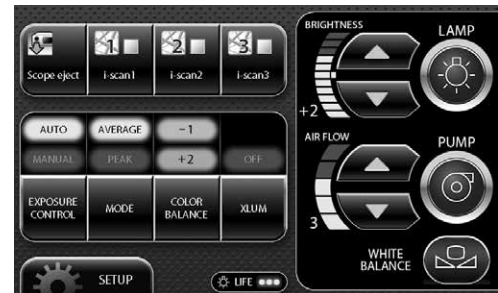 Scope eject
1
i-scan1
2
i-scan2
3
i-scan3
AUTO
AVERAGE
-1
MANUAL
PEAK
+2
OFF
EXPOSURE
CONTROL
MODE
COLOR
BALANCE
XLUM
SETUP
LIFE
BRIGHTNESS
+2
LAMP
AIR FLOW
3
PUMP
WHITE
BALANCE